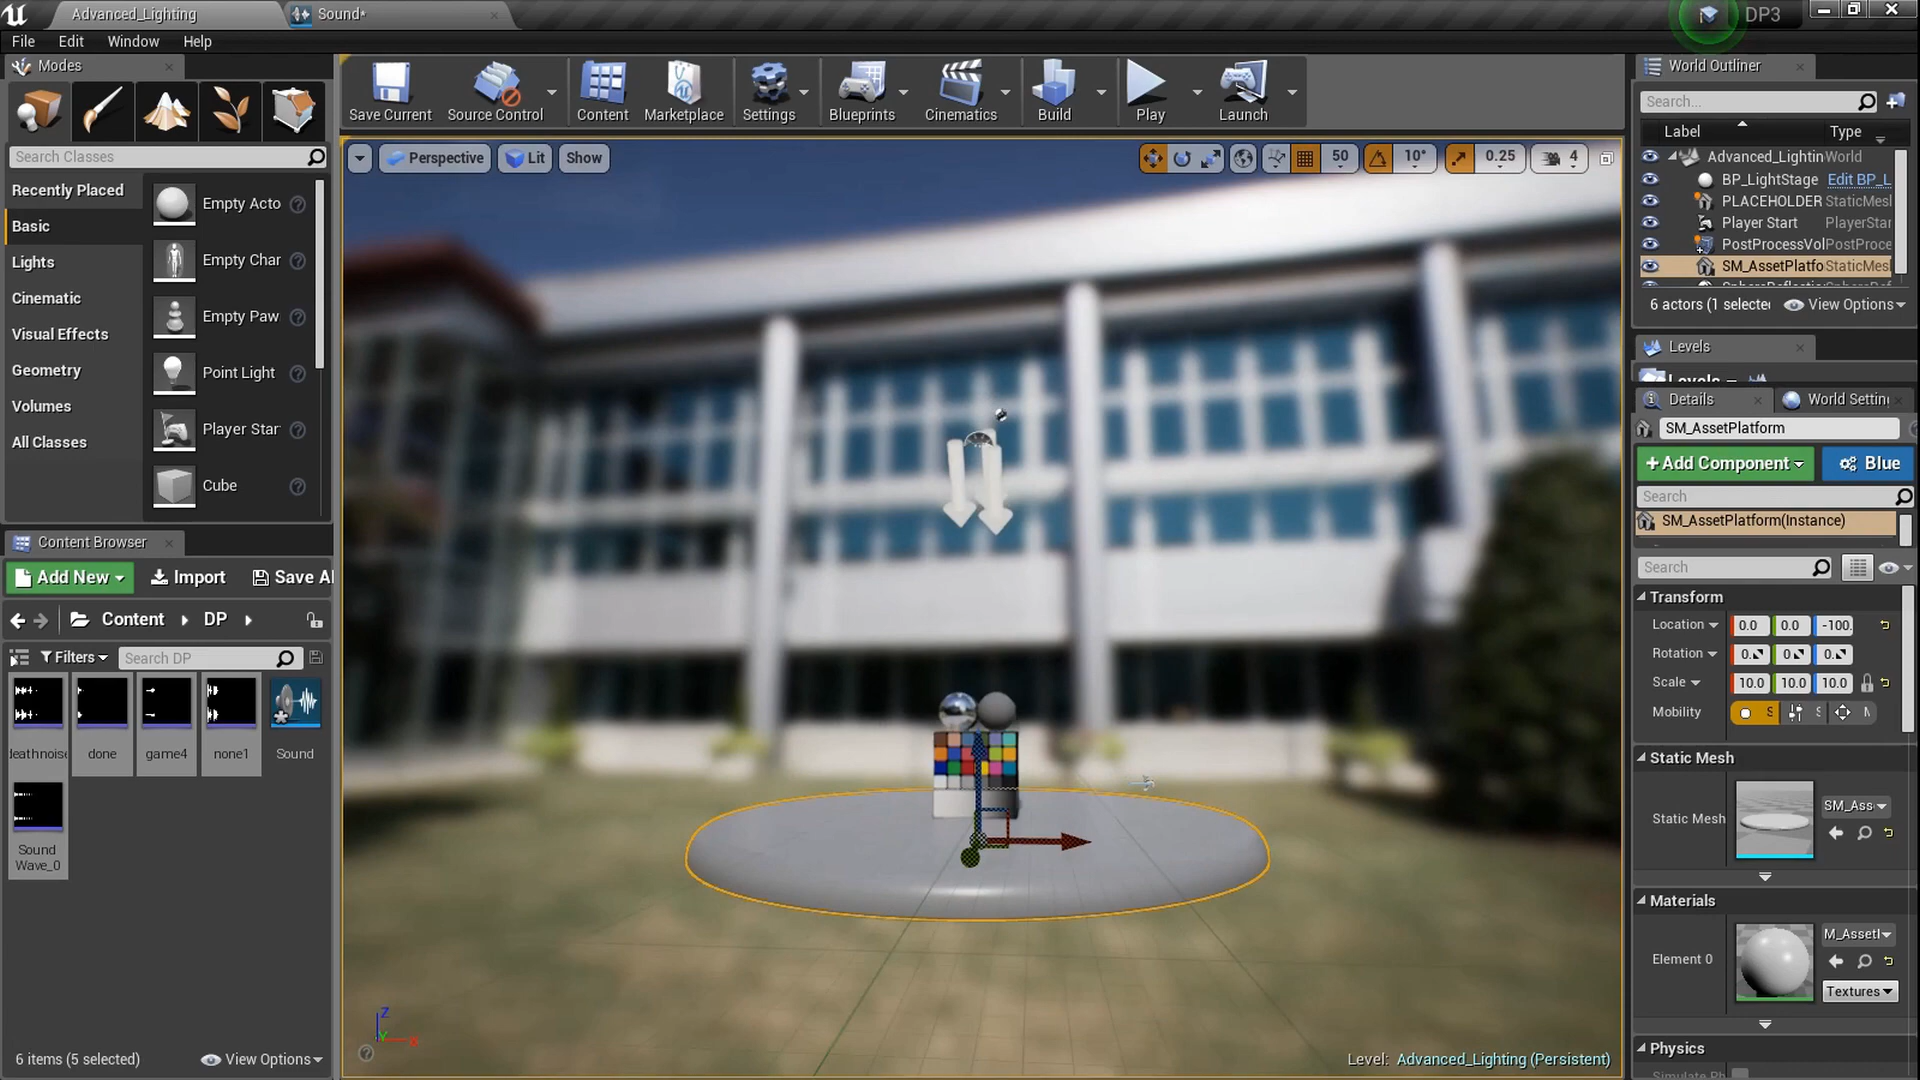 Advanced_Lighting
Sound*
DP3
File
Edit
Window
Help
Modes
Search Classes
Recently Placed
Basic
Lights
Cinematic
Visual Effects
Geometry
Volumes
All Classes
Empty Acto
Empty Char
Empty Paw
Point Light
Player Star
Cube
Save Current
Source Control
Content
Marketplace
Settings
Blueprints
Cinematics
Build
Play
Launch
Perspective
Lit
Show
50
10°
0.25
4
Content Browser
Add New
Import
Save Al
Content
DP
Filters
Search DP
deathnoise
done
game4
none1
Sound
Sound
Wave_0
6 items (5 selected)
View Options
Z
Y
X
Level: Advanced_Lighting (Persistent)
World Outliner
Search...
Label
Type
Advanced_Lightin World
BP_LightStage Edit BP_L
PLACEHOLDER StaticMesl
Player Start PlayerStar
PostProcessVol PostProce
SM_AssetPlatfo StaticMesl
6 actors (1 selected
View Options
Levels
Levels
Details
World Settin
SM_AssetPlatform
+Add Component
Blue
Search
SM_AssetPlatform(Instance)
Search
Transform
Location 0.0 0.0 -100.
Rotation 0. 0. 0.
Scale 10.0 10.0 10.0
Mobility S S M
Static Mesh
Static Mesh
SM_Ass
Materials
Element 0
M_Assetl
Textures
Physics